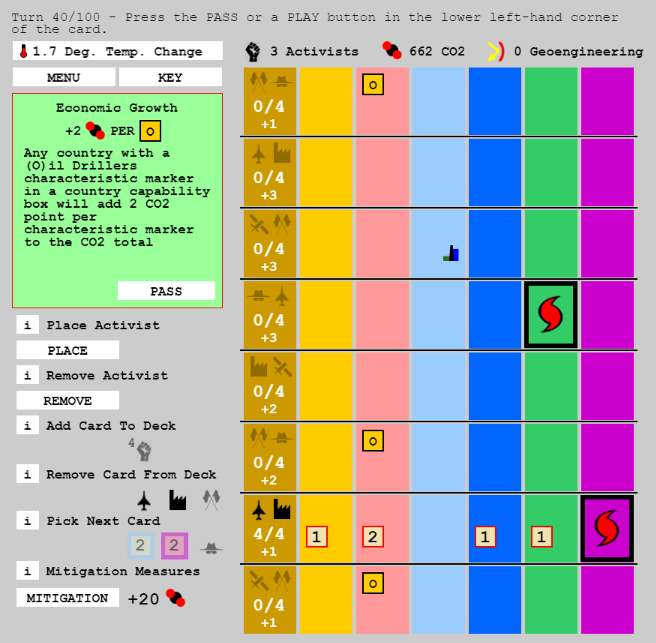 Turn 40/100 - Press the PASS or a PLAY button in the lower left-hand corner
of the card.
1.7 Deg. Temp. Change
3 Activists
662 CO2
0 Geoengineering
MENU
KEY
Economic Growth
+2 PER O
Any country with a
(O)il Drillers
characteristic marker
in a country capability
box will add 2 CO2
point per
characteristic marker
to the CO2 total
PASS
i Place Activist
PLACE
i Remove Activist
REMOVE
i Add Card To Deck
4
i Remove Card From Deck
i Pick Next Card
2 2
i Mitigation Measures
MITIGATION +20
0/4
+1
O
0/4
+3
0/4
+3
0/4
+3
0/4
+2
0/4
+2
O
4/4
+1
1 2 1 1
0/4
+1
O